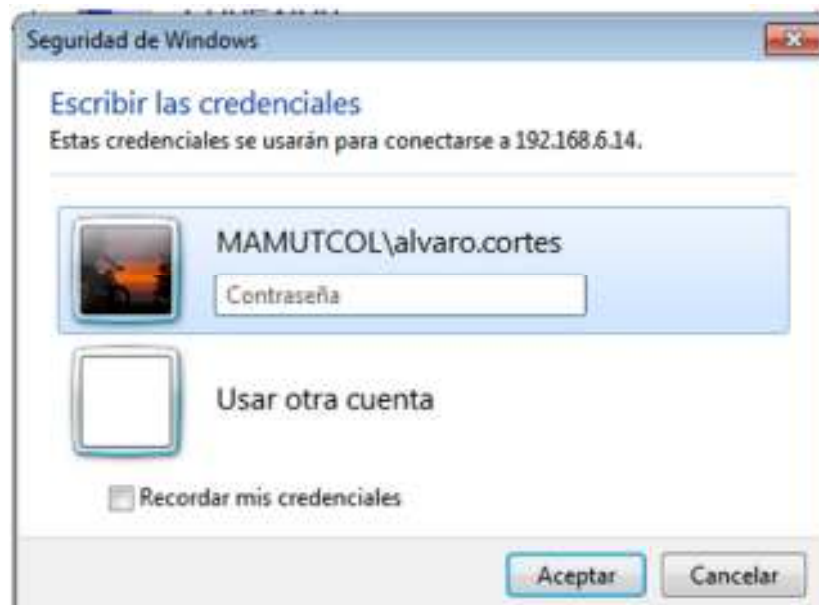 Seguridad de Windows
Escribir las credenciales
Estas credenciales se usarán para conectarse a 192.168.6.14.
MAMUTCOL\alvaro.cortes
Contraseña
Usar otra cuenta
Recordar mis credenciales
Aceptar
Cancelar